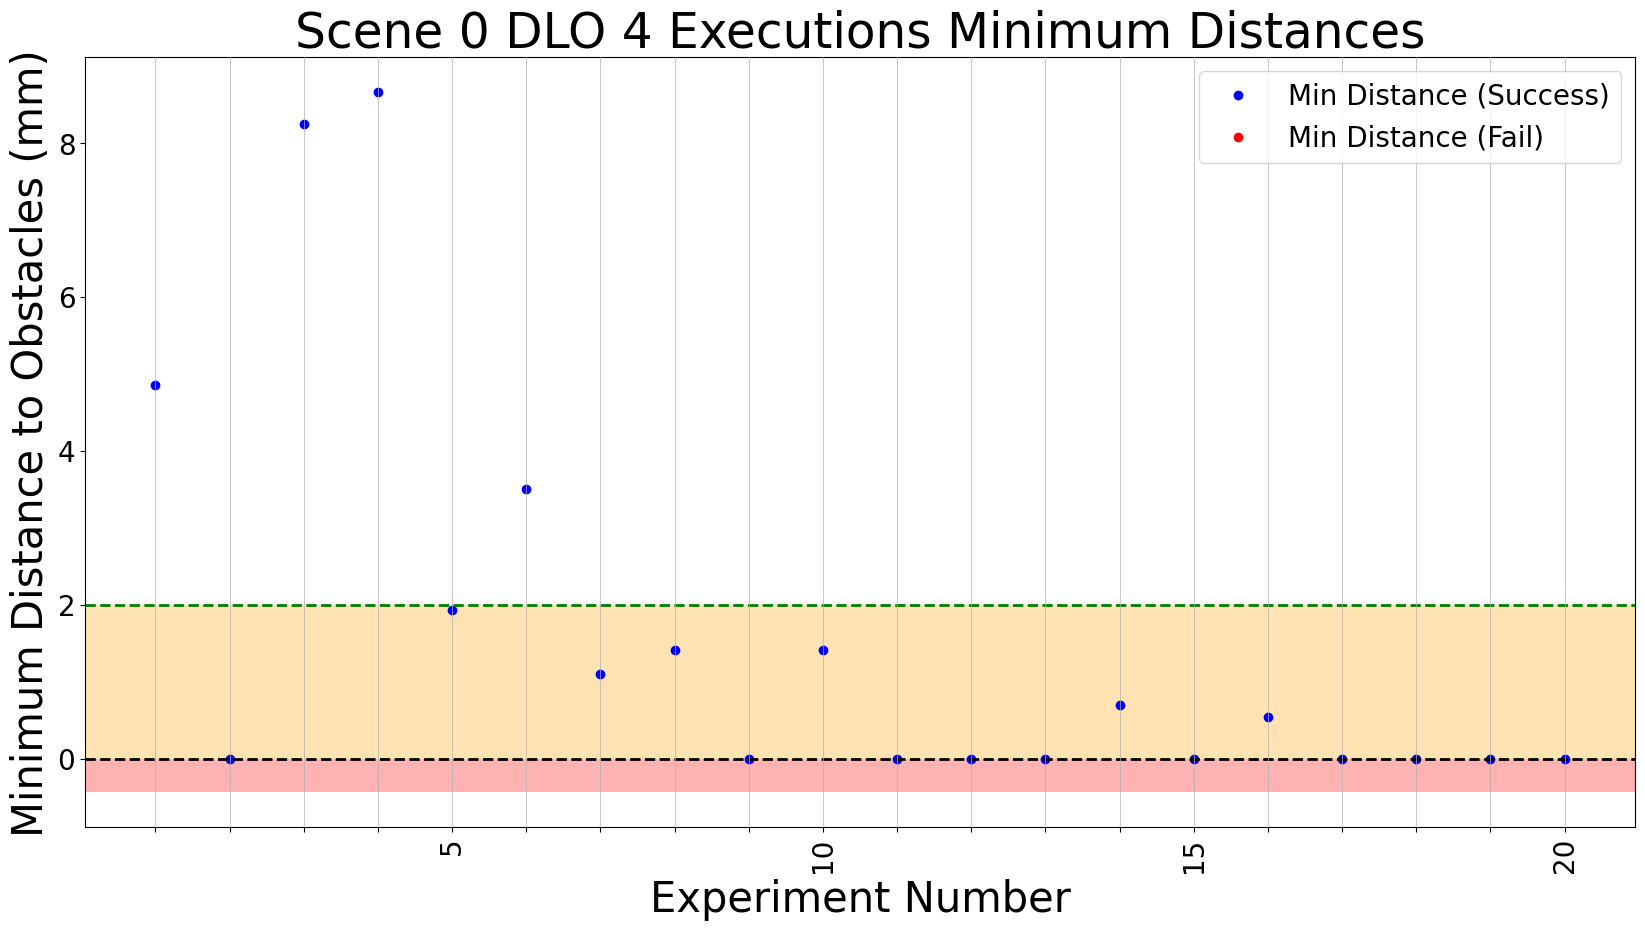 Scene 0 DLO 4 Executions Minimum Distances
Min Distance (Success)
Min Distance (Fail)
Minimum Distance to Obstacles (mm)
8
6
4
2
0
5
10
15
20
Experiment Number